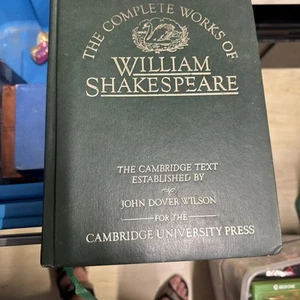 THE COMPLETE WORKS OF
WILLIAM
SHAKESPEARE
THE CAMBRIDGE TEXT
ESTABLISHED BY
JOHN DOVER WILSON
FOR THE
CAMBRIDGE UNIVERSITY PRESS